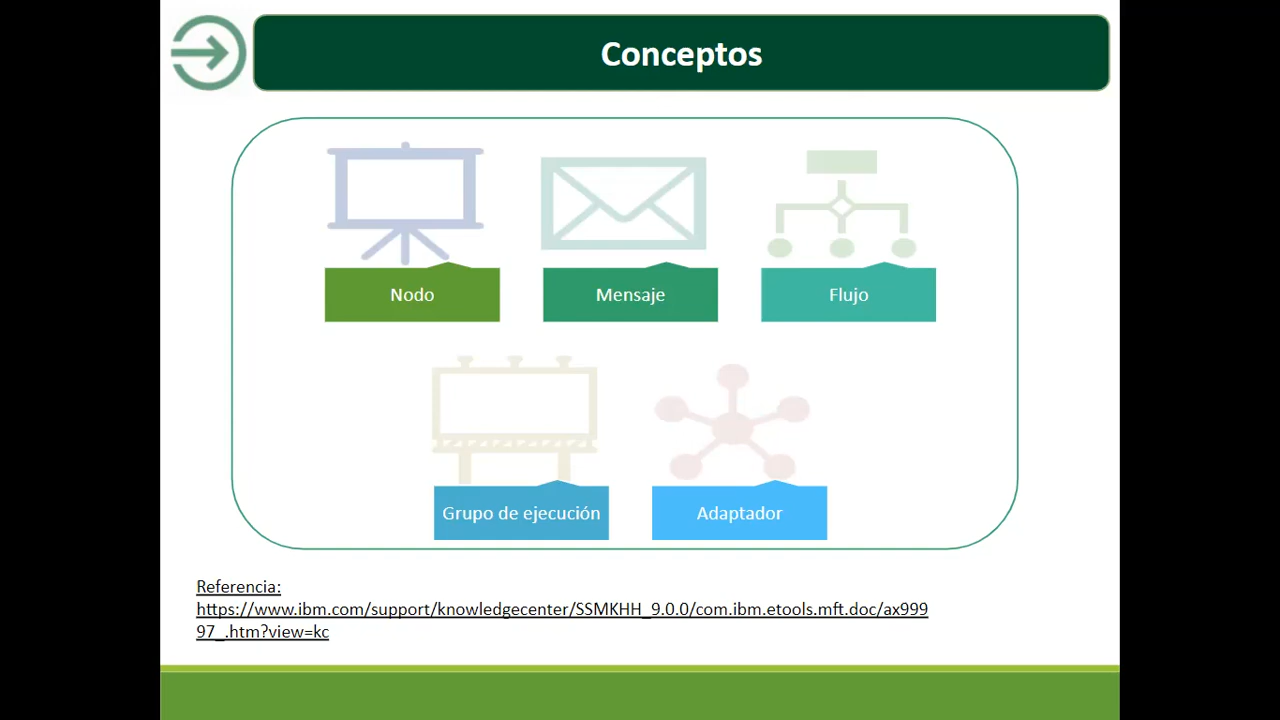 Conceptos
Nodo
Mensaje
Flujo
Grupo de ejecución
Adaptador
Referencia:
https://www.ibm.com/support/knowledgecenter/SSMKHH_9.0.0/com.ibm.etools.mft.doc/ax999
97_.htm?view=kc